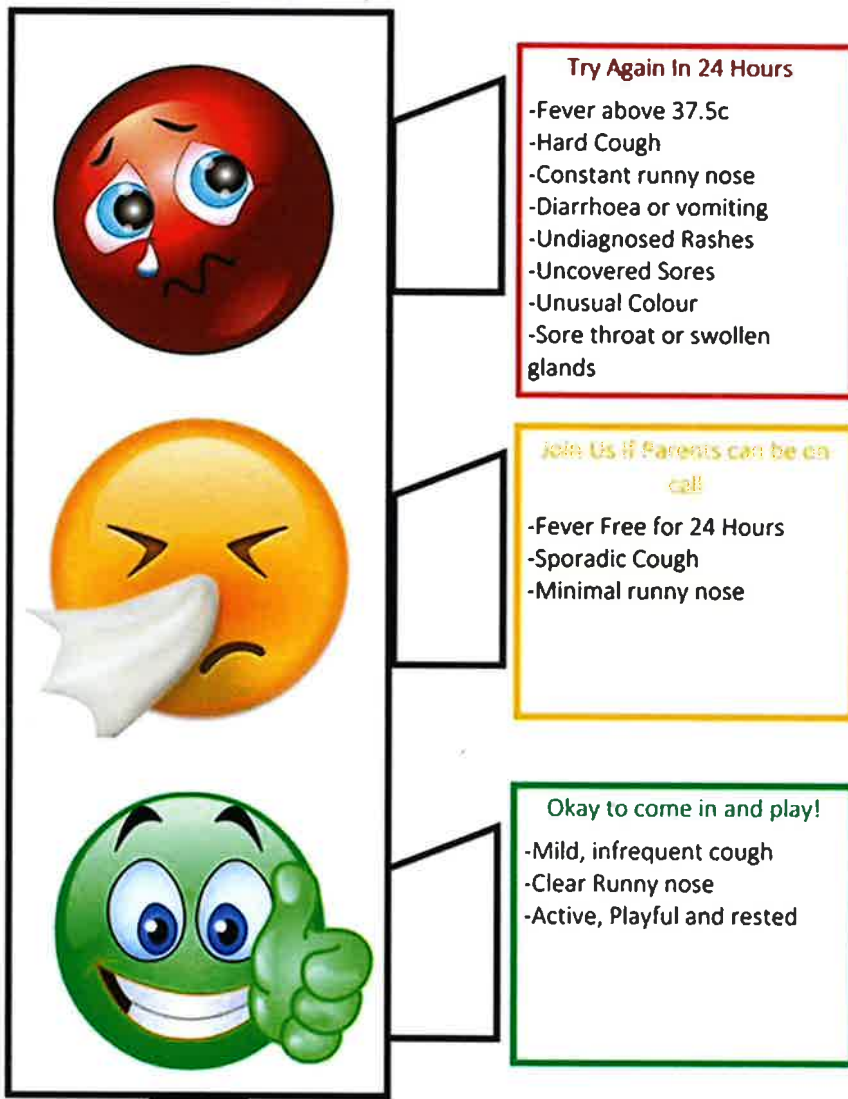 Try Again In 24 Hours
-Fever above 37.5c
-Hard Cough
-Constant runny nose
-Diarrhoea or vomiting
-Undiagnosed Rashes
-Uncovered Sores
-Unusual Colour
-Sore throat or swollen
glands
Join Us If Parents can be on
call
-Fever Free for 24 Hours
-Sporadic Cough
-Minimal runny nose
Okay to come in and play!
-Mild, infrequent cough
-Clear Runny nose
-Active, Playful and rested